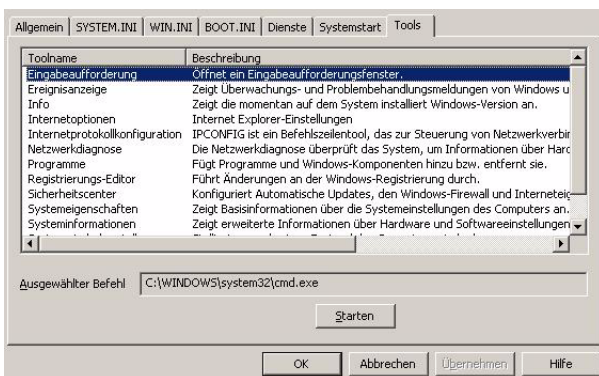 Allgemein SYSTEM.INI WIN.INI BOOT.INI Dienste Systemstart Tools
Toolname Beschreibung
Eingabeaufforderung Öffnet ein Eingabeaufforderungsfenster.
Ereignisanzeige Zeigt Überwachungs- und Problembehandlungsmeldungen von Windows u
Info Zeigt die momentan auf dem System installiert Windows-Version an.
Internetoptionen Internet Explorer-Einstellungen
Internetprotokollkonfiguration IPCONFIG ist ein Befehlszeilentool, das zur Steuerung von Netzwerkverbir
Netzwerkdiagnose Die Netzwerkdiagnose überprüft das System, um Informationen über Hard
Programme Fügt Programme und Windows-Komponenten hinzu bzw. entfernt sie.
Registrierungs-Editor Führt Änderungen an der Windows-Registrierung durch.
Sicherheitscenter Konfiguriert Automatische Updates, den Windows-Firewall und Interneteig
Systemeigenschaften Zeigt Basisinformationen über die Systemeinstellungen des Computers an.
Systeminformationen Zeigt erweiterte Informationen über Hardware und Softwareeinstellungen
Ausgewählter Befehl C:\WINDOWS\system32\cmd.exe
Starten
OK Abbrechen Übernehmen Hilfe